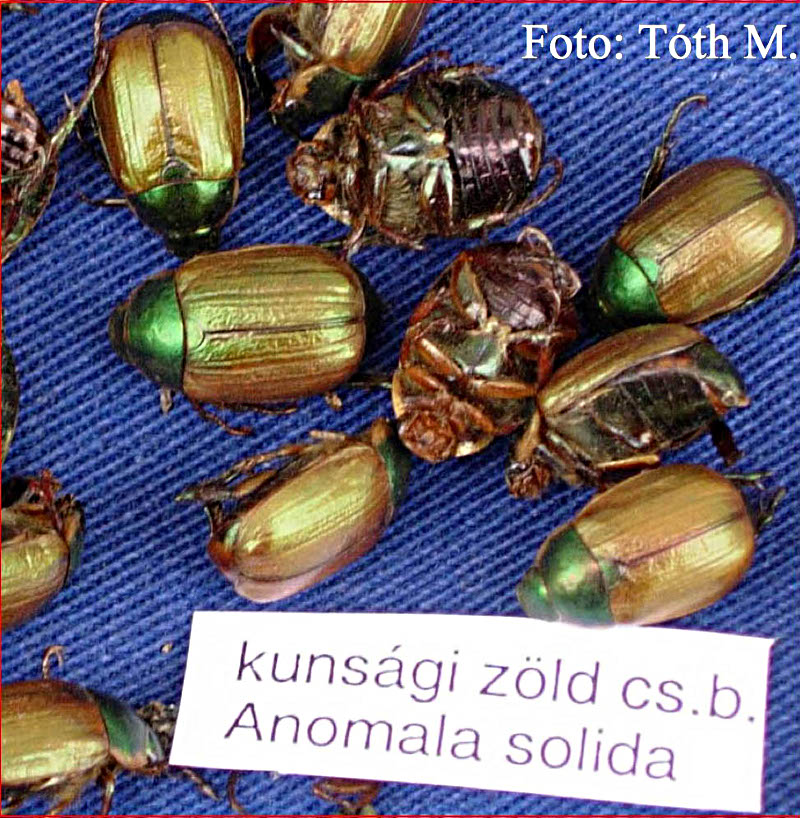 Foto: Tóth M.
kunsági zöld cs.b.
Anomala solida